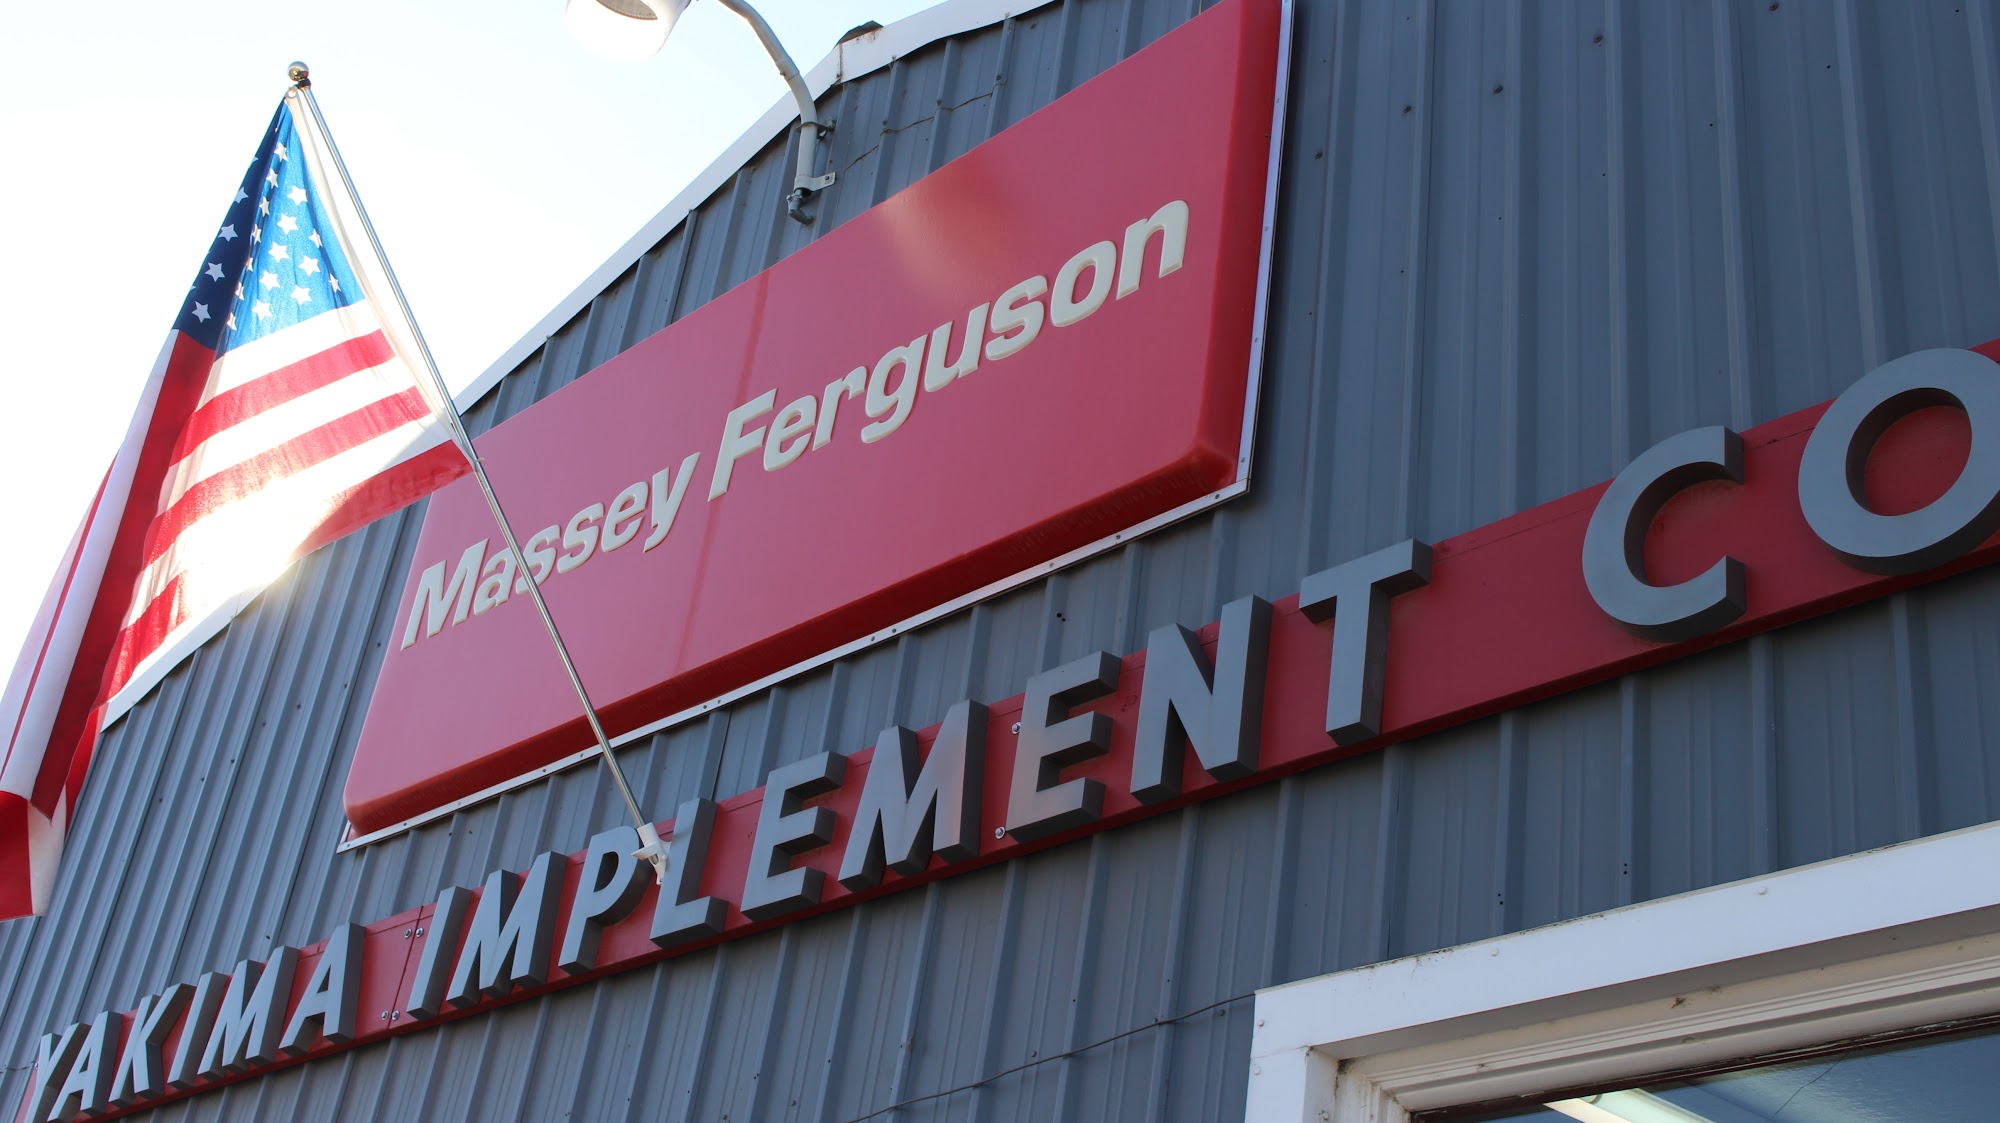 Massey Ferguson
YAKIMA IMPLEMENT CO